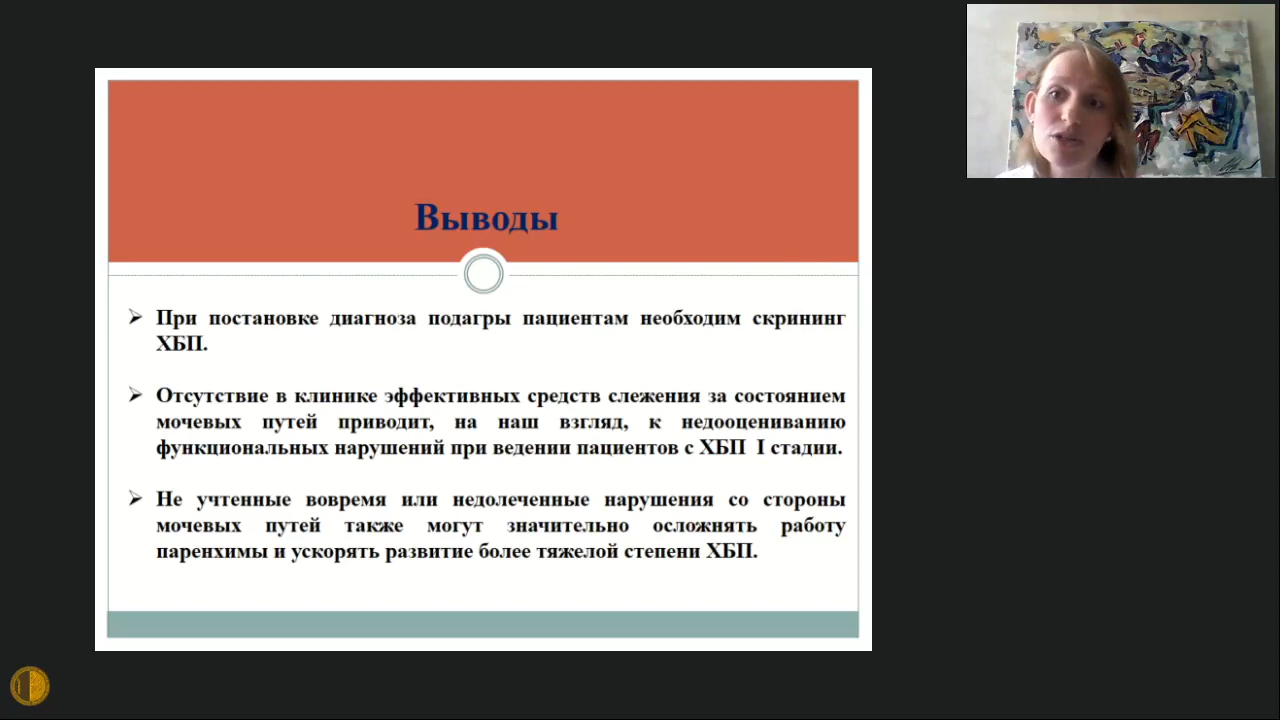 Выводы
При постановке диагноза подагры пациентам необходим скрининг
ХБП.
Отсутствие в клинике эффективных средств слежения за состоянием
мочевых путей приводит, на наш взгляд, к недооцениванию
функциональных нарушений при ведении пациентов с ХБП I стадии.
Не учтенные вовремя или недолеченные нарушения со стороны
мочевых путей также могут значительно осложнять работу
паренхимы и ускорять развитие более тяжелой степени ХБП.